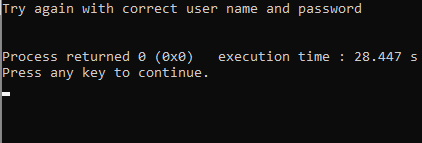 Try again with correct user name and password
Process returned 0 (0x0)   execution time : 28.447 s
Press any key to continue.